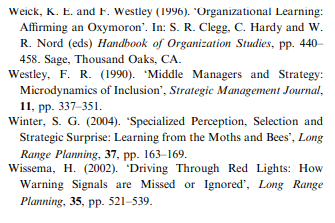 Weick, K. E. and F. Westley (1996). 'Organizational Learning:
Affirming an Oxymoron'. In: S. R. Clegg, C. Hardy and W.
R. Nord (eds) Handbook of Organization Studies, pp. 440–
458. Sage, Thousand Oaks, CA.
Westley, F. R. (1990). 'Middle Managers and Strategy:
Microdynamics of Inclusion', Strategic Management Journal,
11, pp. 337–351.
Winter, S. G. (2004). 'Specialized Perception, Selection and
Strategic Surprise: Learning from the Moths and Bees', Long
Range Planning, 37, pp. 163–169.
Wissema, H. (2002). 'Driving Through Red Lights: How
Warning Signals are Missed or Ignored', Long Range
Planning, 35, pp. 521–539.